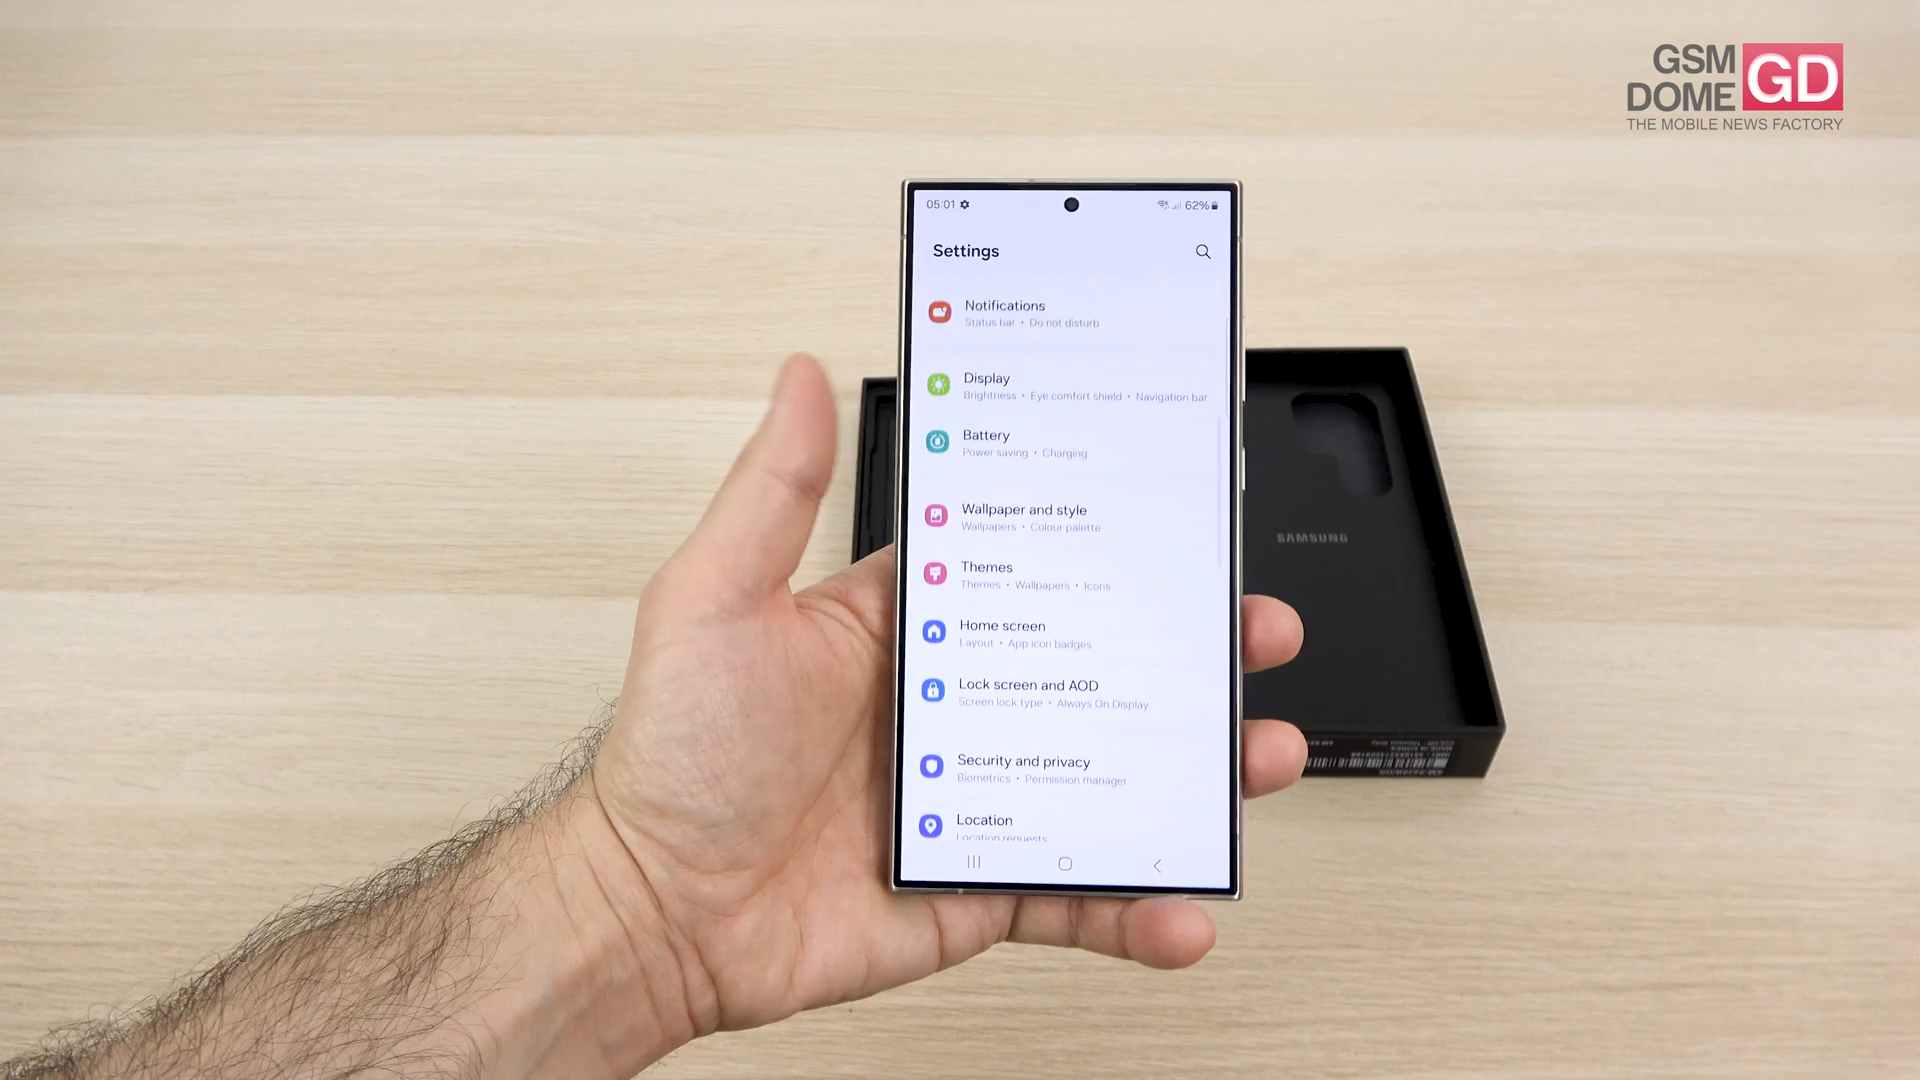 GSM
DOME
GD
THE MOBILE NEWS FACTORY
05:01
62%
Settings
Notifications
Status bar • Do not disturb
Display
Brightness • Eye comfort shield • Navigation bar
Battery
Power saving • Charging
Wallpaper and style
Wallpapers • Colour palette
Themes
Themes • Wallpapers • Icons
Home screen
Layout • App icon badges
Lock screen and AOD
Screen lock type • Always On Display
Security and privacy
Biometrics • Permission manager
Location
Location requests
SAMSUNG